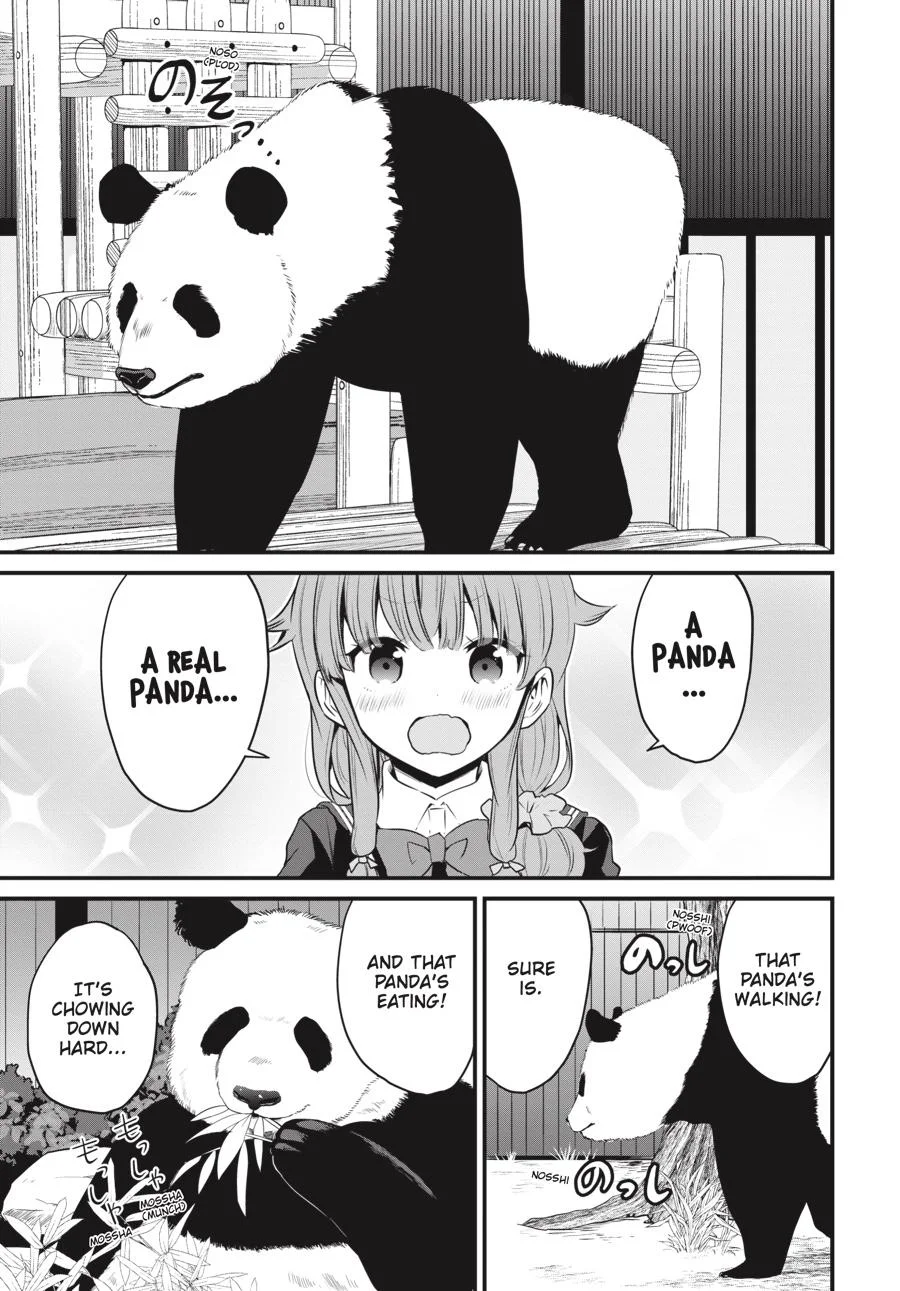 のそっ…
NOSO
(PLOD)
A
PANDA
...
A REAL
PANDA...
THAT
PANDA'S
WALKING!
SURE
IS.
のっし
NOSSHI
(PWOOF)
のっし
NOSSHI
AND THAT
PANDA'S
EATING!
IT'S
CHOWING
DOWN
HARD...
もっしゃ
もっしゃ
MOSSHA
(MUNCH)
MOSSHA